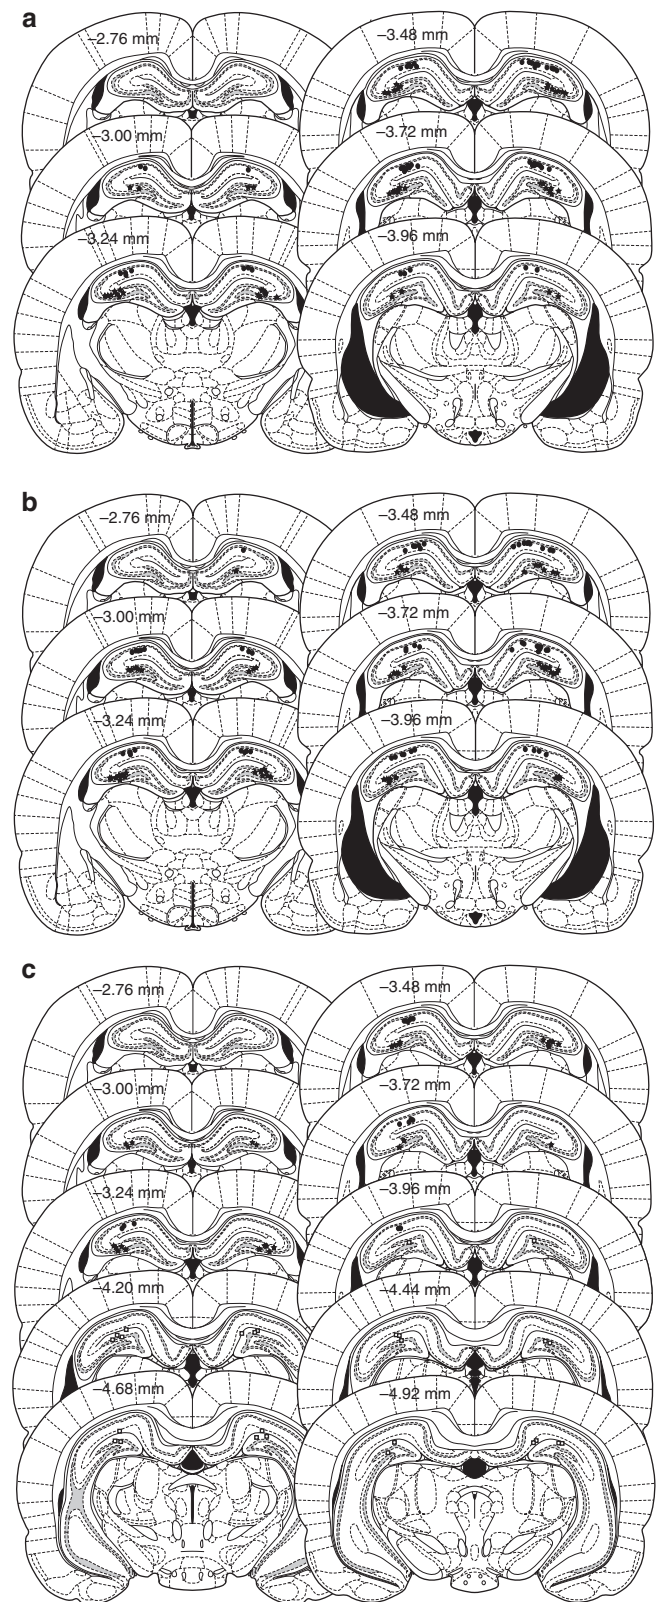 a
–2.76 mm
–3.48 mm
–3.00 mm
–3.72 mm
–3.24 mm
–3.96 mm
b
–2.76 mm
–3.48 mm
–3.00 mm
–3.72 mm
–3.24 mm
–3.96 mm
c
–2.76 mm
–3.48 mm
–3.00 mm
–3.72 mm
–3.24 mm
–3.96 mm
–4.20 mm
–4.44 mm
–4.68 mm
–4.92 mm